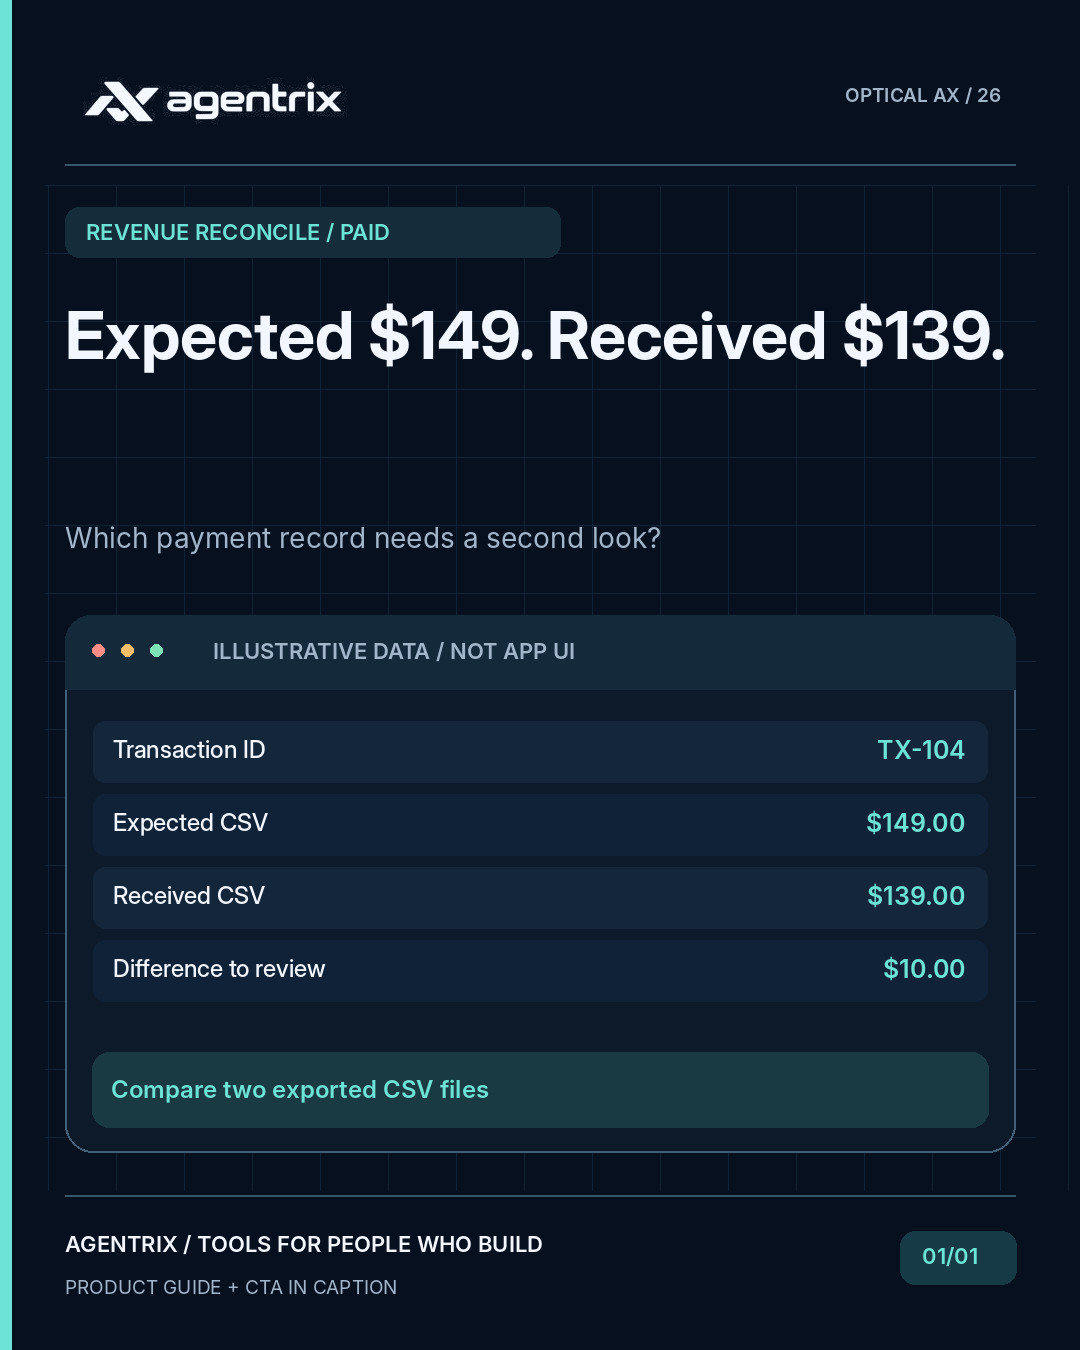 agentrix
OPTICAL AX / 26
REVENUE RECONCILE / PAID
Expected $149. Received $139.
Which payment record needs a second look?
ILLUSTRATIVE DATA / NOT APP UI
Transaction ID TX-104
Expected CSV $149.00
Received CSV $139.00
Difference to review $10.00
Compare two exported CSV files
AGENTRIX / TOOLS FOR PEOPLE WHO BUILD
01/01
PRODUCT GUIDE + CTA IN CAPTION